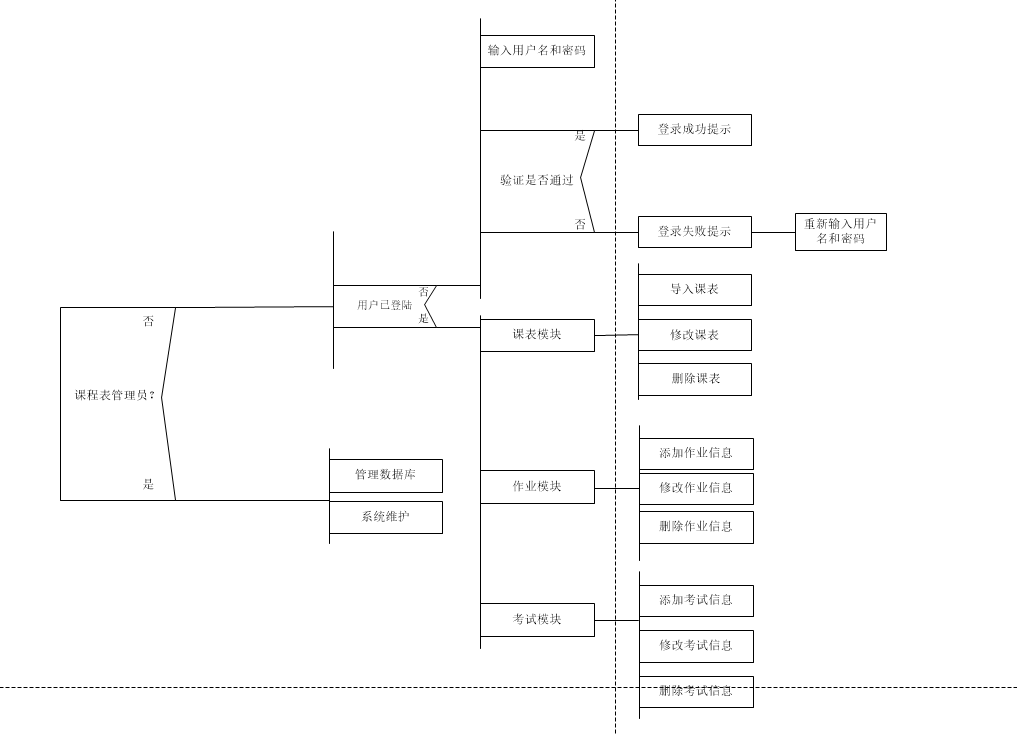 输入用户名和密码
是
登录成功提示
验证是否通过
否
登录失败提示
重新输入用户
名和密码
否
用户已登陆
是
导入课表
课表模块
修改课表
删除课表
否
课程表管理员?
是
管理数据库
系统维护
添加作业信息
作业模块
修改作业信息
删除作业信息
添加考试信息
考试模块
修改考试信息
删除考试信息